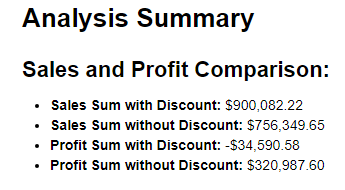 Analysis Summary
Sales and Profit Comparison:
• Sales Sum with Discount: $900,082.22
• Sales Sum without Discount: $756,349.65
• Profit Sum with Discount: -$34,590.58
• Profit Sum without Discount: $320,987.60